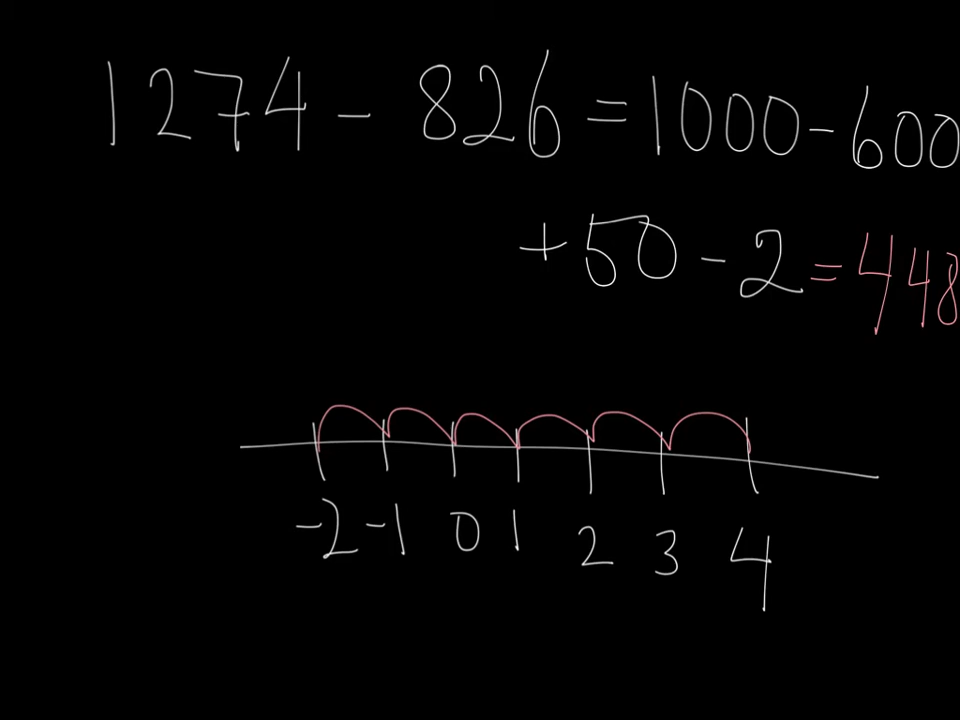 1274 - 826 = 1000 - 600
+ 50 - 2 = 448
-2 -1 0 1 2 3 4